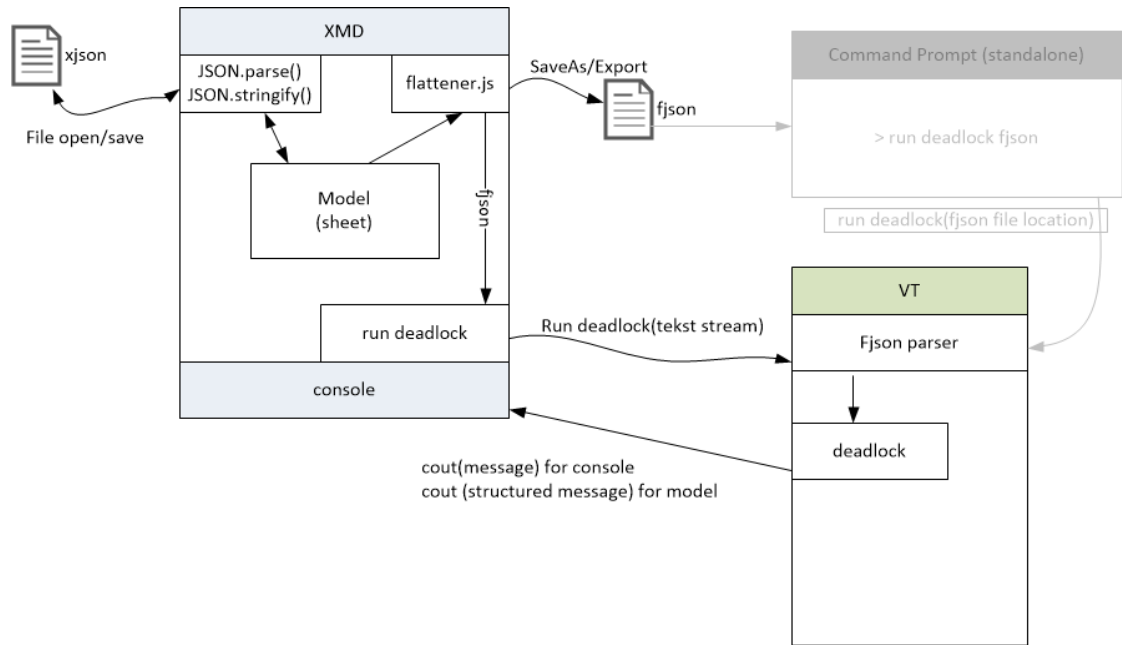 XMD
xjson
JSON.parse()
JSON.stringify()
flattener.js
File open/save
SaveAs/Export
fjson
Command Prompt (standalone)
> run deadlock fjson
Model
(sheet)
fjson
run deadlock(fjson file location)
run deadlock
Run deadlock(tekst stream)
console
VT
Fjson parser
deadlock
cout(message) for console
cout (structured message) for model